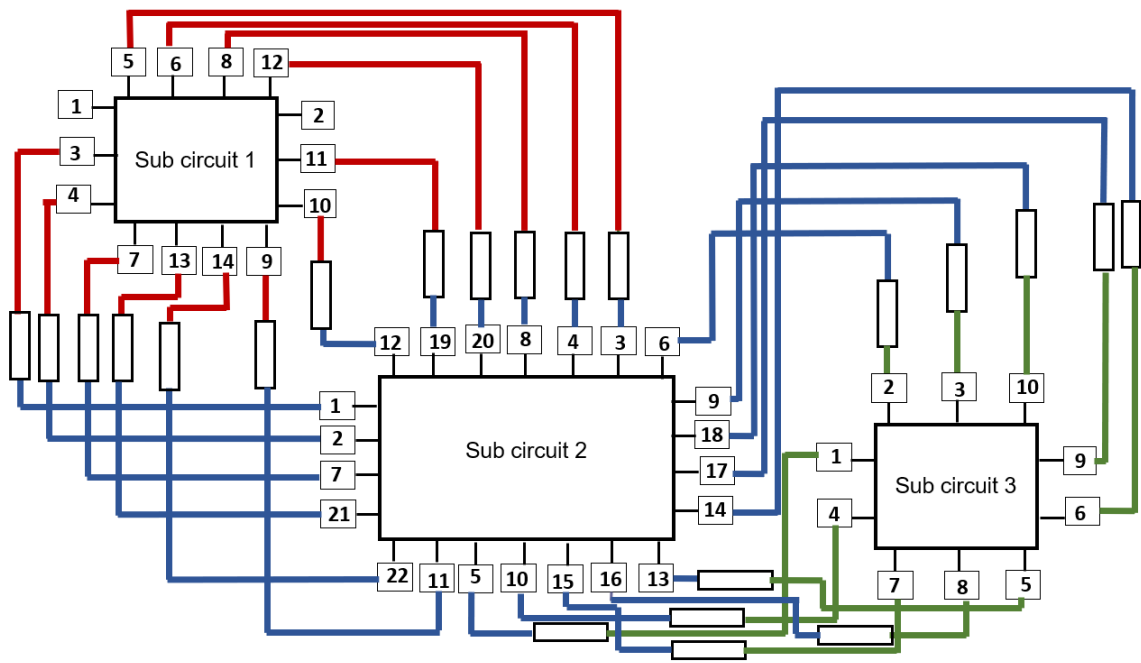 5 6 8 12
1 2
3 Sub circuit 1 11
4 10
7 13 14 9
12 19 20 8 4 3 6
2 3 10
1 9
2 Sub circuit 2 18
7 17
21 14
1 9
Sub circuit 3
4 6
22 11 5 10 15 16 13
7 8 5